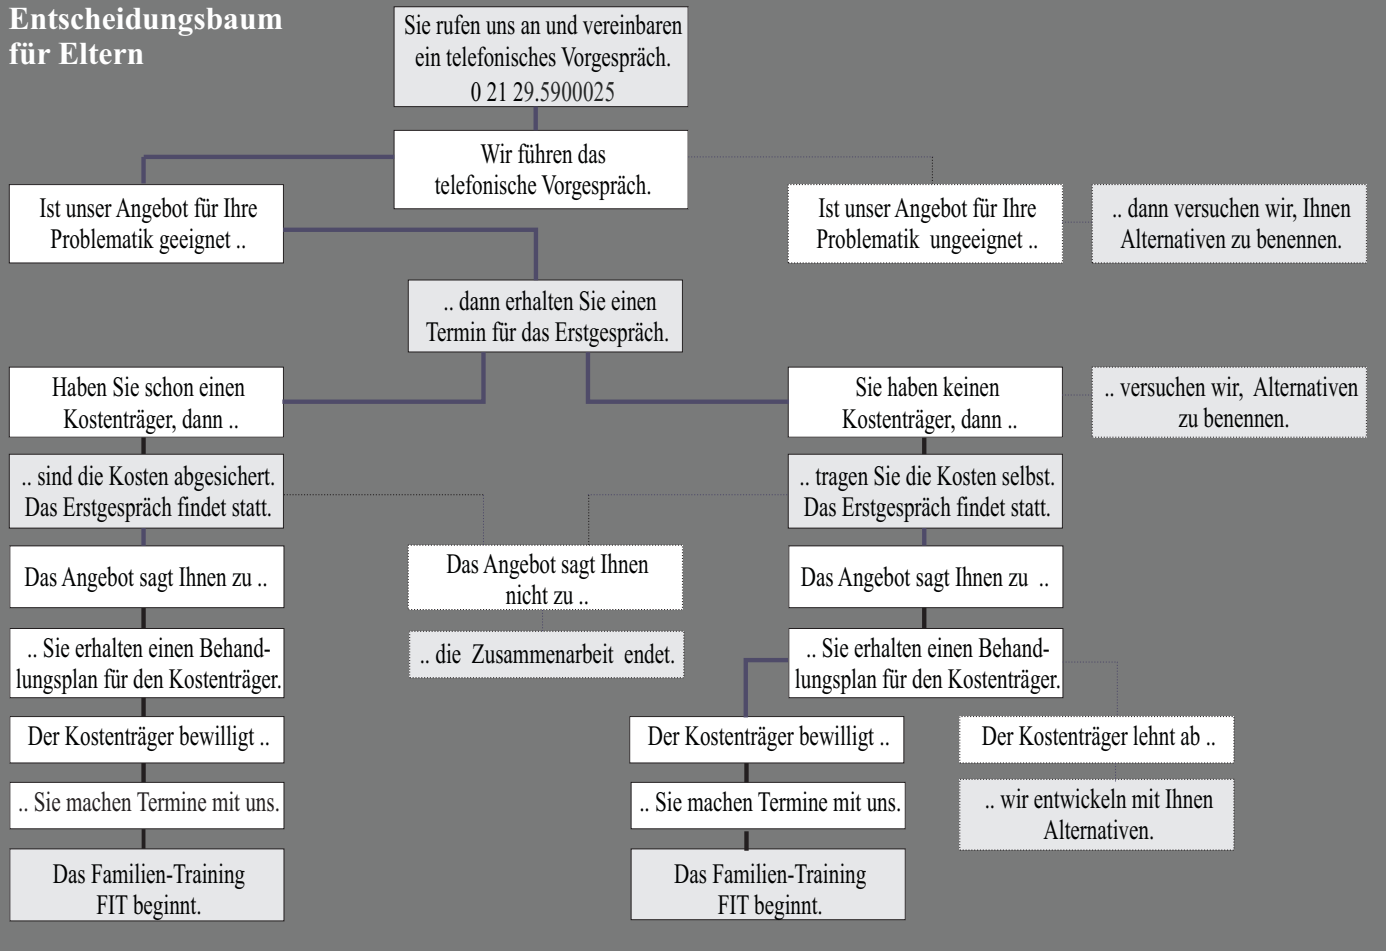 Entscheidungsbaum
für Eltern
Sie rufen uns an und vereinbaren
ein telefonisches Vorgespräch.
0 21 29.5900025
Wir führen das
telefonische Vorgespräch.
Ist unser Angebot für Ihre
Problematik geeignet ..
Ist unser Angebot für Ihre
Problematik ungeeignet ..
.. dann versuchen wir, Ihnen
Alternativen zu benennen.
.. dann erhalten Sie einen
Termin für das Erstgespräch.
Haben Sie schon einen
Kostenträger, dann ..
Sie haben keinen
Kostenträger, dann ..
.. versuchen wir, Alternativen
zu benennen.
.. sind die Kosten abgesichert.
Das Erstgespräch findet statt.
.. tragen Sie die Kosten selbst.
Das Erstgespräch findet statt.
Das Angebot sagt Ihnen zu ..
Das Angebot sagt Ihnen
nicht zu ..
Das Angebot sagt Ihnen zu ..
.. Sie erhalten einen Behand-
lungsplan für den Kostenträger.
.. die Zusammenarbeit endet.
.. Sie erhalten einen Behand-
lungsplan für den Kostenträger.
Der Kostenträger bewilligt ..
Der Kostenträger bewilligt ..
Der Kostenträger lehnt ab ..
.. Sie machen Termine mit uns.
.. Sie machen Termine mit uns.
.. wir entwickeln mit Ihnen
Alternativen.
Das Familien-Training
FIT beginnt.
Das Familien-Training
FIT beginnt.